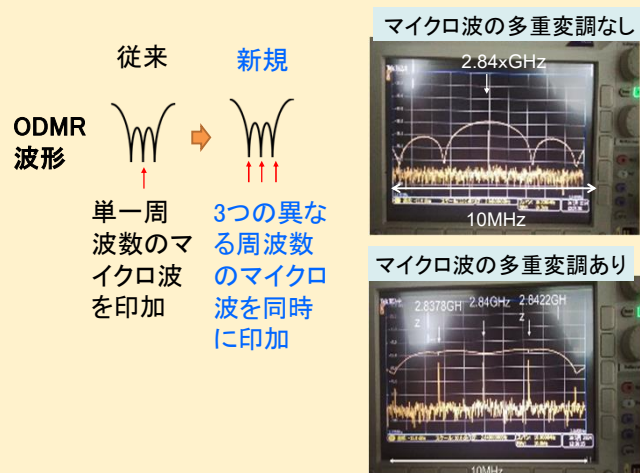 従来
新規
ODMR
波形
単一周
波数のマ
イクロ波
を印加
3つの異な
る周波数
のマイクロ
波を同時
に印加
マイクロ波の多重変調なし
2.84xGHz
10MHz
マイクロ波の多重変調あり
2.8378GH
z
2.84GHz
2.8422GH
z
10MHz